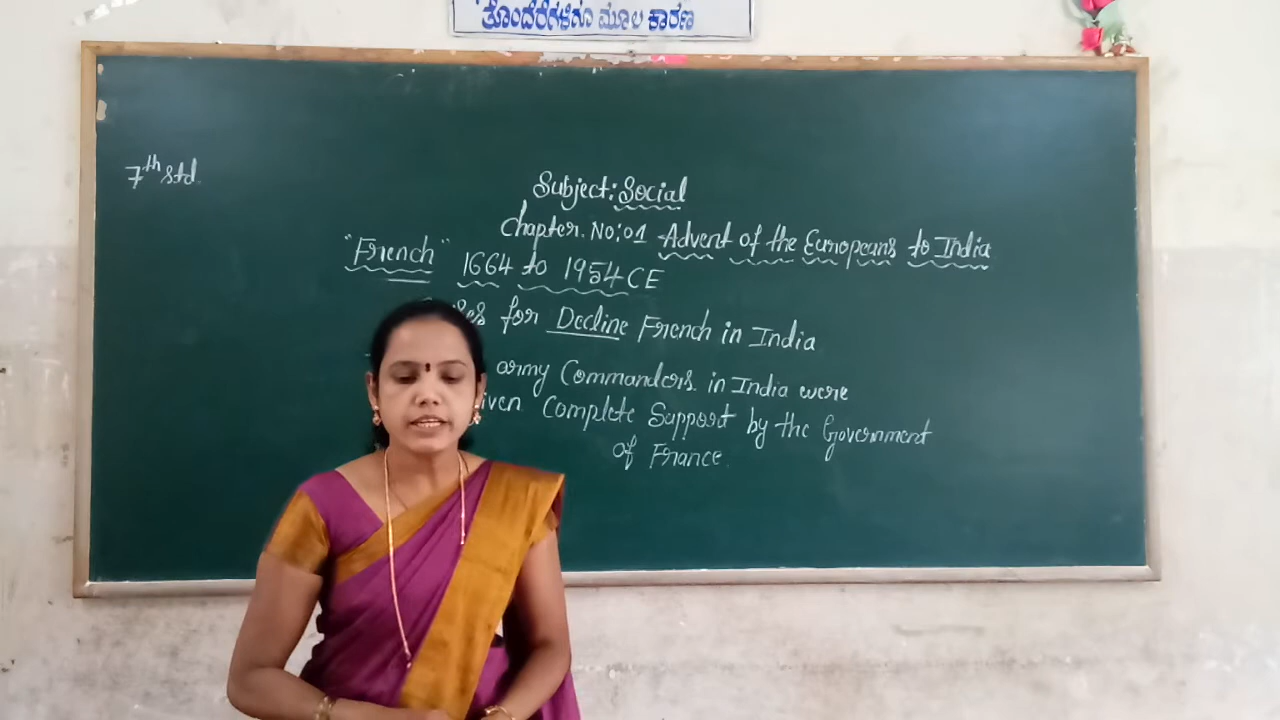 ತೊಂದರೆಗಳಿಗೂ ಮೂಲ ಕಾರಣ
7th std.
Subject: Social
Chapter. No:01 Advent of the Europeans to India
"French" 1664 to 1954 CE
for Decline French in India
army Commanders. in India were
Complete Support by the Government
of France.